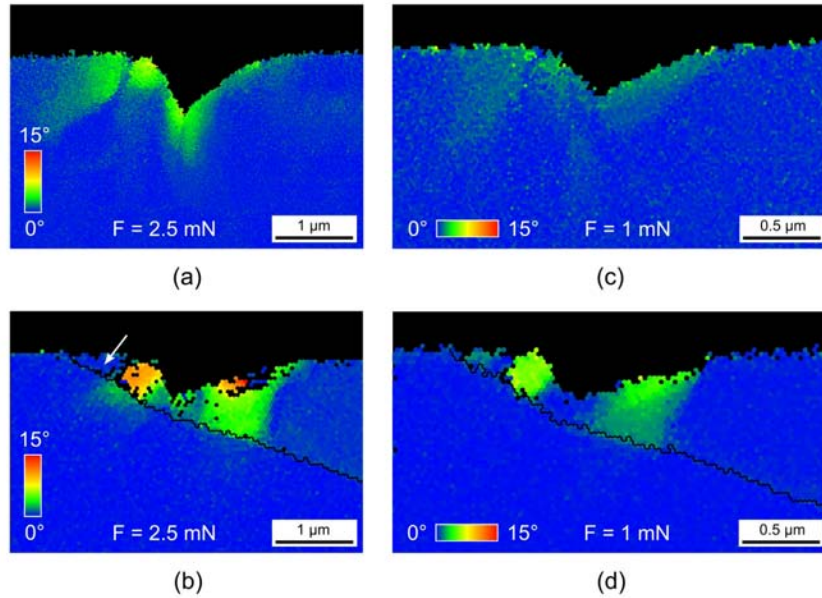 15°
0°
F = 2.5 mN
1 µm
(a)
0°
15°
F = 1 mN
0.5 µm
(c)
15°
0°
F = 2.5 mN
1 µm
(b)
0°
15°
F = 1 mN
0.5 µm
(d)